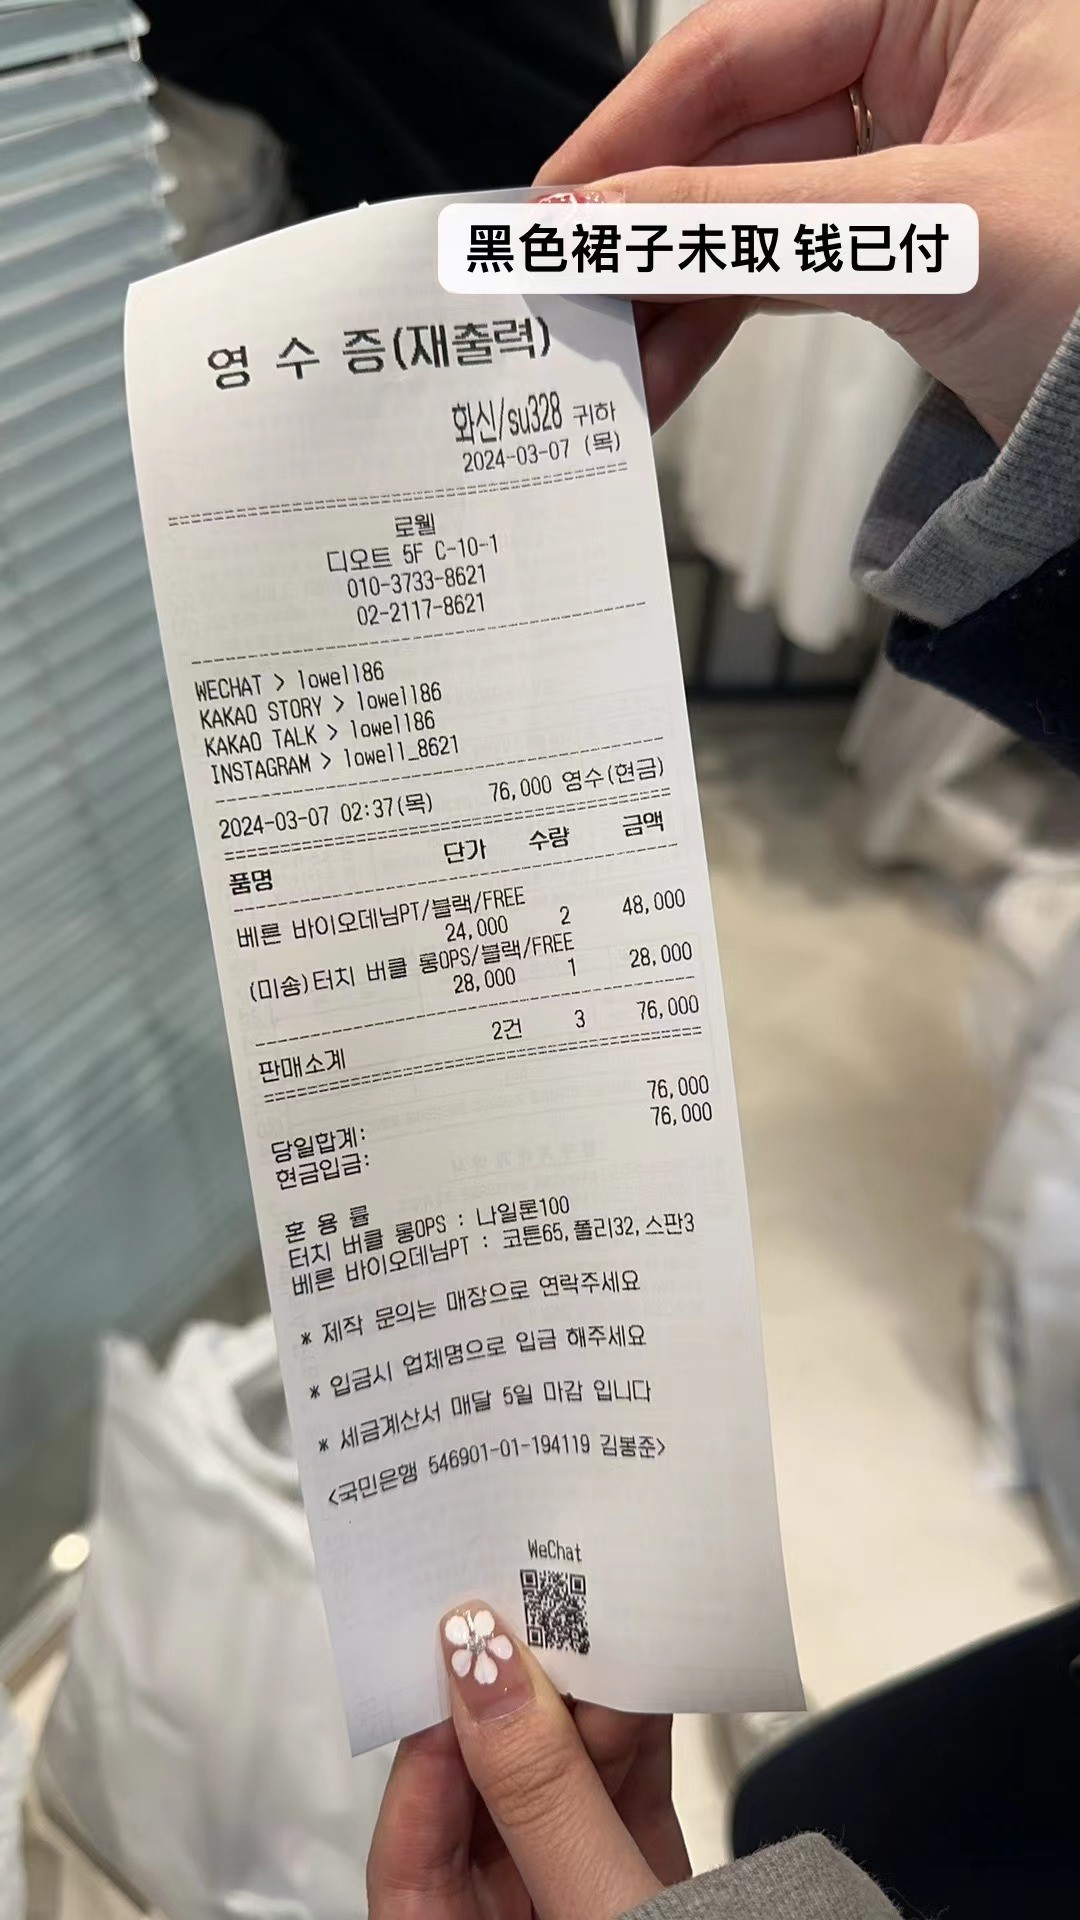 黑色裙子未取 钱已付
영 수 증(재출력)
화신/su328 귀하
2024-03-07 (목)
로웰
디오트 5F C-10-1
010-3733-8621
02-2117-8621
WECHAT > lowell86
KAKAO STORY > lowell86
KAKAO TALK > lowell86
INSTAGRAM > lowell_8621
2024-03-07 02:37(목) 76,000 영수(현금)
품명 단가 수량 금액
베른 바이오데님PT/블랙/FREE
24,000 2 48,000
(미송)터치 버클 롱OPS/블랙/FREE
28,000 1 28,000
판매소계 2건 3 76,000
당일합계: 76,000
현금입금: 76,000
혼 용 률
터치 버클 롱OPS : 나일론100
베른 바이오데님PT : 코튼65,폴리32,스판3
* 제작 문의는 매장으로 연락주세요
* 입금시 업체명으로 입금 해주세요
* 세금계산서 매달 5일 마감 입니다
<국민은행 546901-01-194119 김봉준>
WeChat